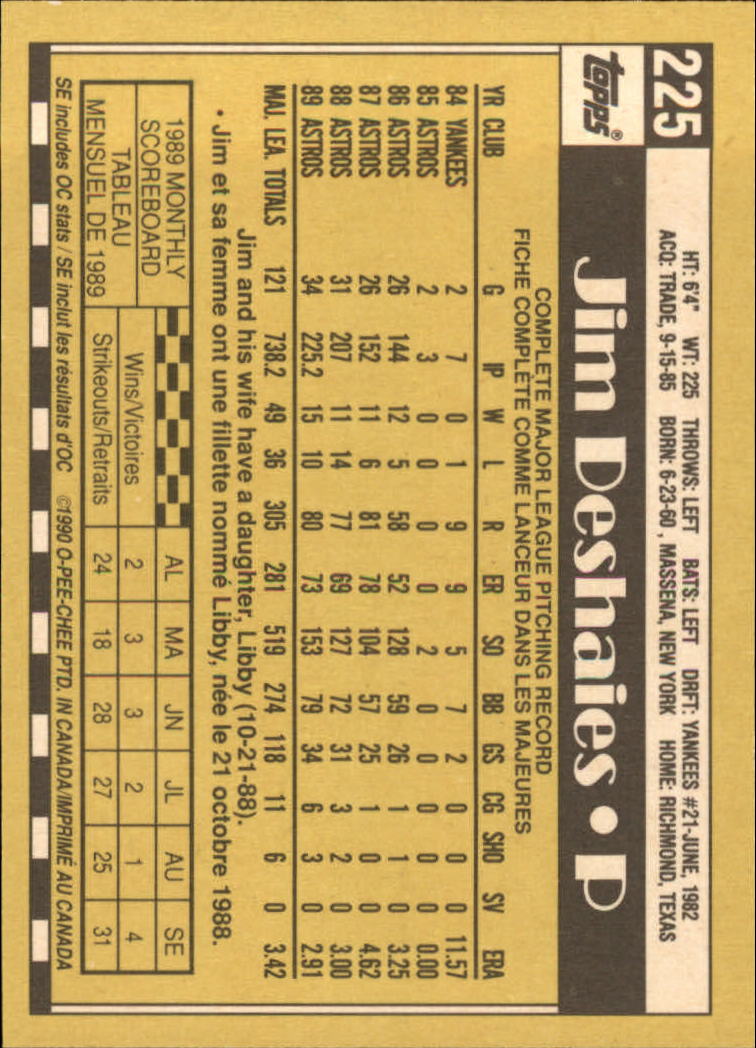 225
HT: 6'4" WT: 225 THROWS: LEFT BATS: LEFT DRFT: YANKEES #21-JUNE, 1982
ACQ: TRADE, 9-15-85 BORN: 6-23-60, MASSENA, NEW YORK HOME: RICHMOND, TEXAS
topps®
Jim Deshaies • P
COMPLETE MAJOR LEAGUE PITCHING RECORD
FICHE COMPLÈTE COMME LANCEUR DANS LES MAJEURES
YR CLUB G IP W L R ER SO BB GS CG SHO SV ERA
84 YANKEES 2 7 0 1 9 9 5 7 2 0 0 0 11.57
85 ASTROS 2 3 0 0 0 0 2 0 0 0 0 0 0.00
86 ASTROS 26 144 12 5 58 52 128 59 26 1 1 0 3.25
87 ASTROS 26 152 11 6 81 78 104 57 25 1 0 0 4.62
88 ASTROS 31 207 11 14 77 69 127 72 31 3 2 0 3.00
89 ASTROS 34 225.2 15 10 80 73 153 79 34 6 3 0 2.91
MAJ. LEA. TOTALS 121 738.2 49 36 305 281 519 274 118 11 6 0 3.42
Jim and his wife have a daughter, Libby (10-21-88).
• Jim et sa femme ont une fillette nommé Libby, née le 21 octobre 1988.
1989 MONTHLY
SCOREBOARD
TABLEAU
MENSUEL DE 1989
AL MA JN JL AU SE
Wins/Victoires 2 3 3 2 1 4
Strikeouts/Retraits 24 18 28 27 25 31
SE includes OC stats / SE inclut les résultats d'OC ©1990 O-PEE-CHEE PTD. IN CANADA/IMPRIMÉ AU CANADA